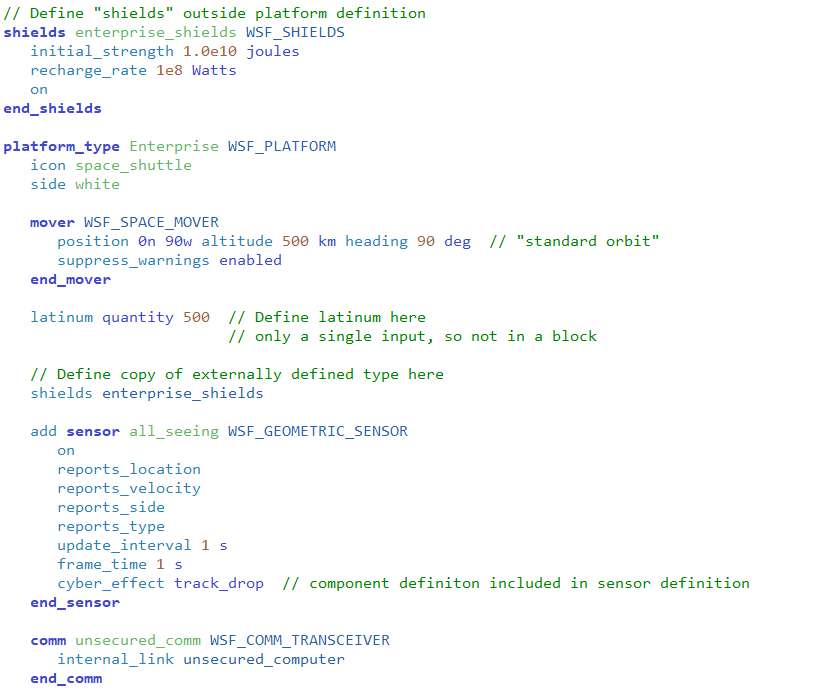 // Define "shields" outside platform definition
shields enterprise_shields WSF_SHIELDS
   initial_strength 1.0e10 joules
   recharge_rate 1e8 Watts
   on
end_shields

platform_type Enterprise WSF_PLATFORM
   icon space_shuttle
   side white

   mover WSF_SPACE_MOVER
      position 0n 90w altitude 500 km heading 90 deg  // "standard orbit"
      suppress_warnings enabled
   end_mover

   latinum quantity 500  // Define latinum here
                         // only a single input, so not in a block

   // Define copy of externally defined type here
   shields enterprise_shields

   add sensor all_seeing WSF_GEOMETRIC_SENSOR
      on
      reports_location
      reports_velocity
      reports_side
      reports_type
      update_interval 1 s
      frame_time 1 s
      cyber_effect track_drop  // component definiton included in sensor definition
   end_sensor

   comm unsecured_comm WSF_COMM_TRANSCEIVER
      internal_link unsecured_computer
   end_comm